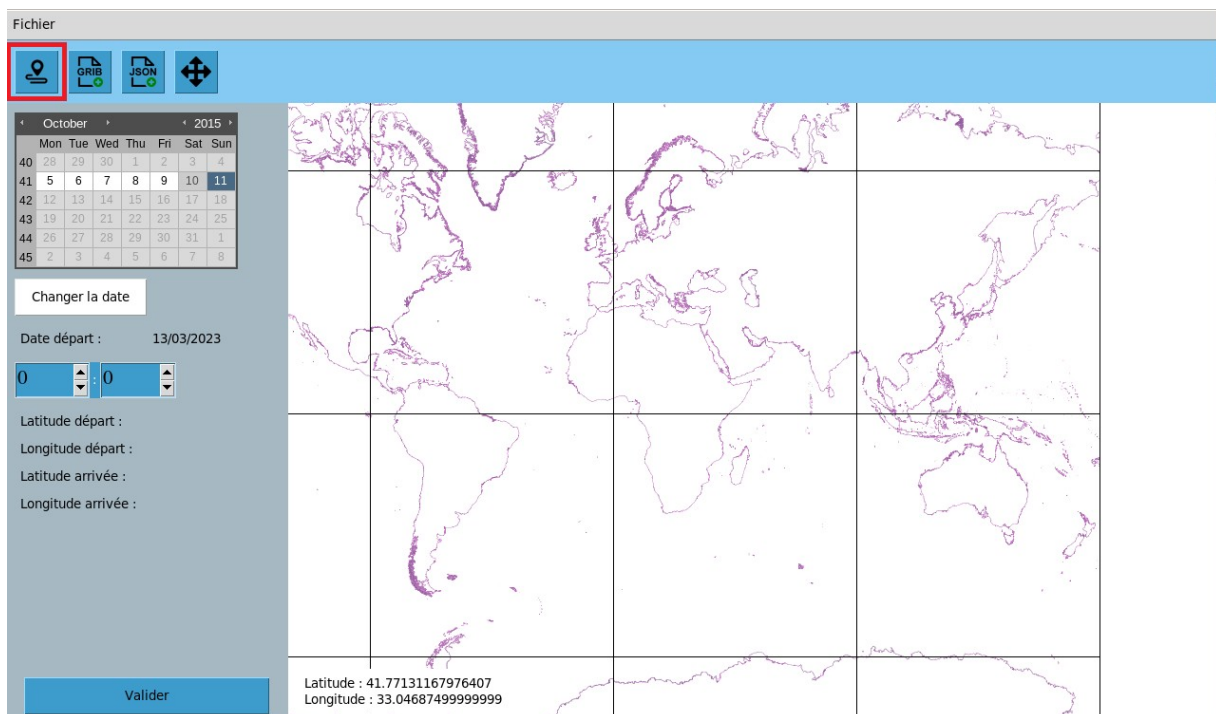 Fichier
GRIB
JSON
October 2015
Mon Tue Wed Thu Fri Sat Sun
40 28 29 30 1 2 3 4
41 5 6 7 8 9 10 11
42 12 13 14 15 16 17 18
43 19 20 21 22 23 24 25
44 26 27 28 29 30 31 1
45 2 3 4 5 6 7 8
Changer la date
Date départ : 13/03/2023
0 : 0
Latitude départ :
Longitude départ :
Latitude arrivée :
Longitude arrivée :
Valider
Latitude : 41.77131167976407
Longitude : 33.04687499999999